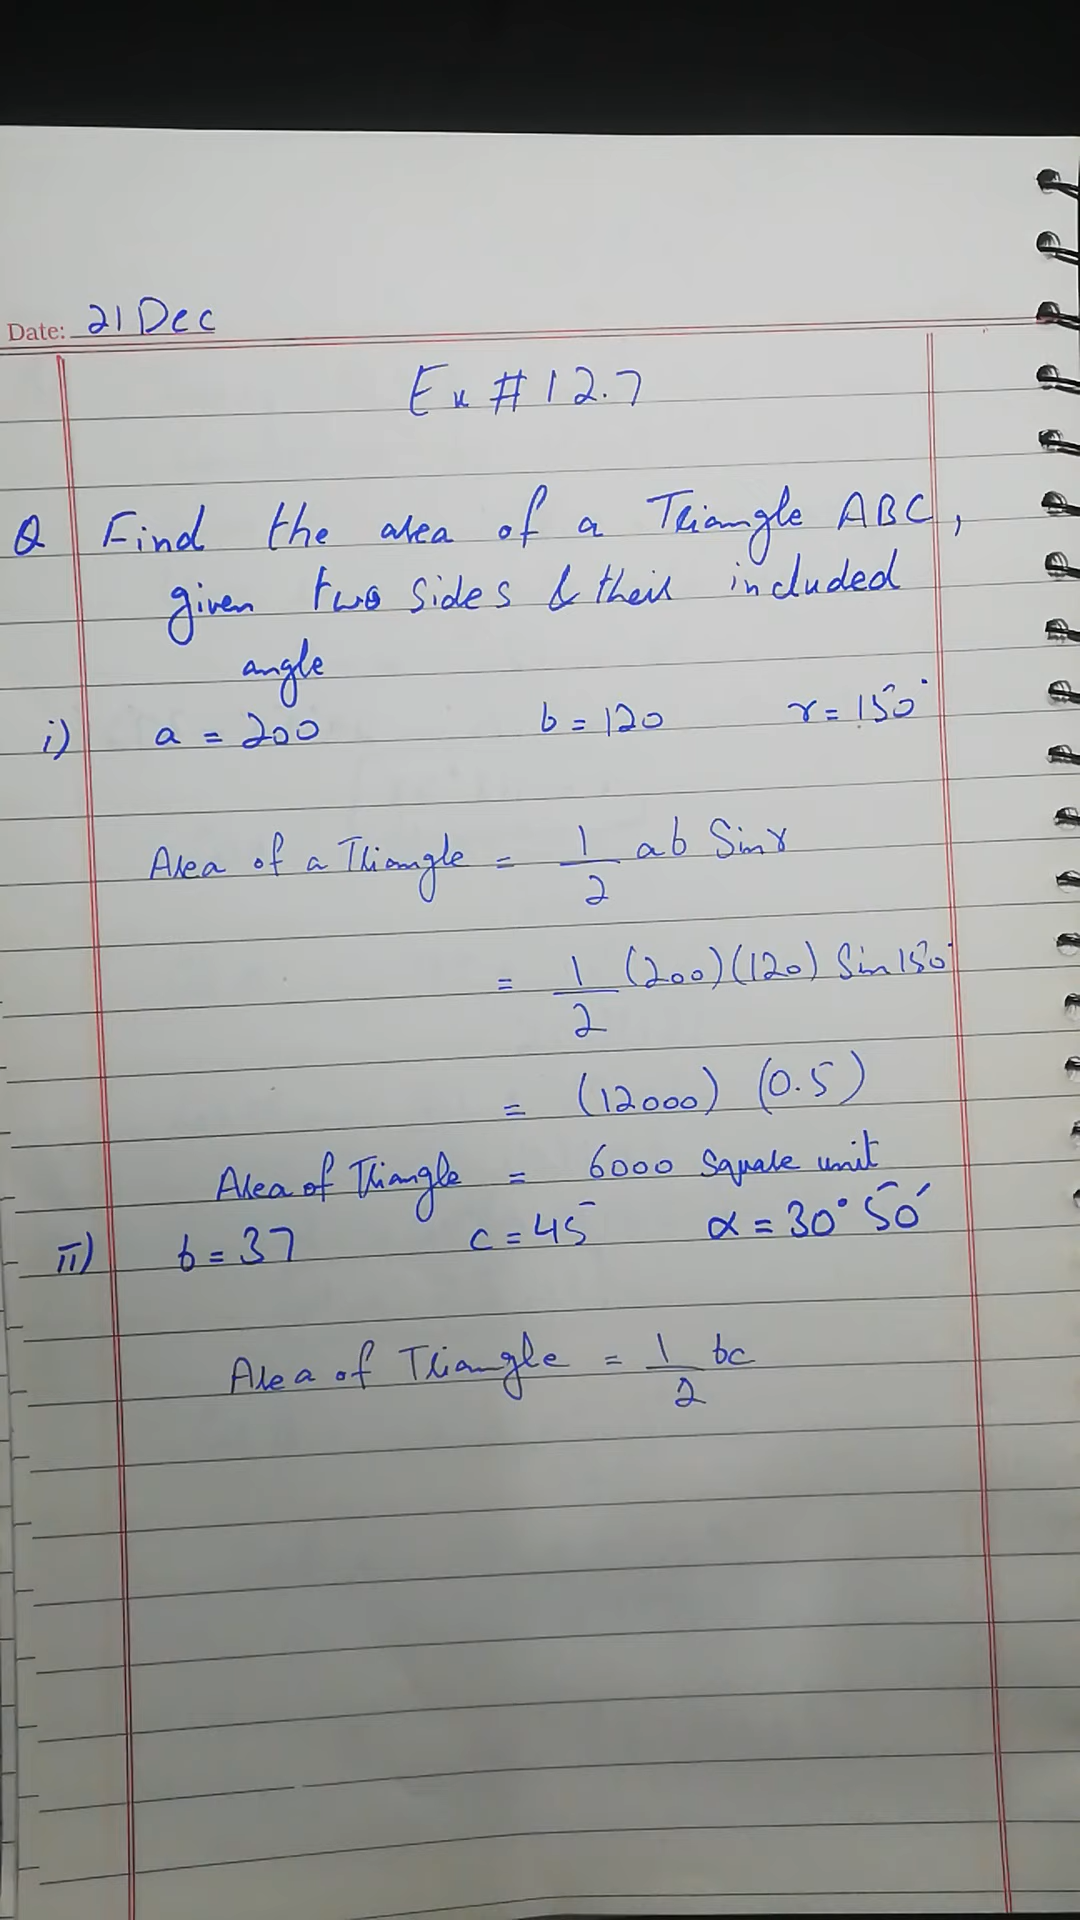 Date: 21 Dec
Ex # 12.7
Q Find the area of a Triangle ABC,
given two sides & their included
angle
i) a = 200 b = 120 γ = 150°
Area of a Triangle = 1/2 ab Sinγ
= 1/2 (200)(120) Sin 150°
= (12000) (0.5)
Area of Triangle = 6000 Square unit
ii) b = 37 c = 45 α = 30° 50′
Area of Triangle = 1/2 bc